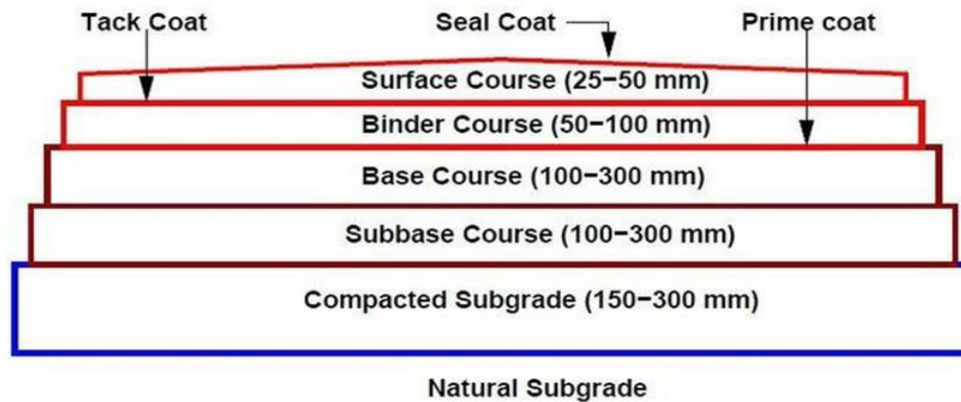 Tack Coat
Seal Coat
Prime coat
Surface Course (25−50 mm)
Binder Course (50−100 mm)
Base Course (100−300 mm)
Subbase Course (100−300 mm)
Compacted Subgrade (150−300 mm)
Natural Subgrade